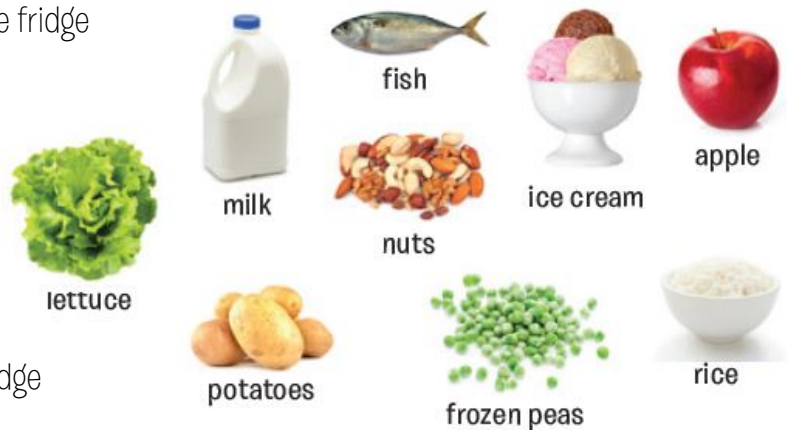 e fridge
fish
apple
ice cream
milk
nuts
lettuce
dge
potatoes
rice
frozen peas